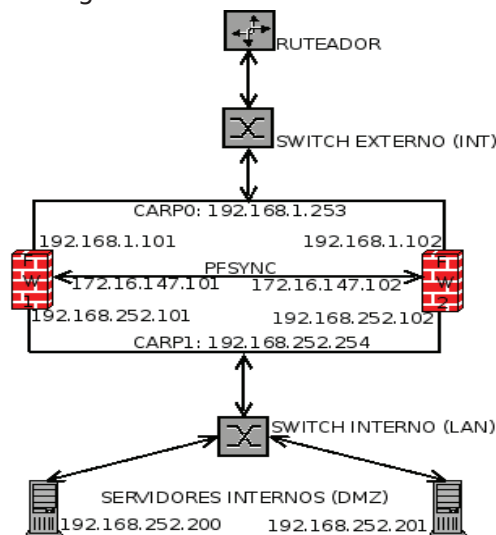 RUTEADOR
SWITCH EXTERNO (INT)
CARP0: 192.168.1.253
192.168.1.101
192.168.1.102
FW1
PFSYNC
FW2
172.16.147.101
172.16.147.102
192.168.252.101
192.168.252.102
CARP1: 192.168.252.254
SWITCH INTERNO (LAN)
SERVIDORES INTERNOS (DMZ)
192.168.252.200
192.168.252.201